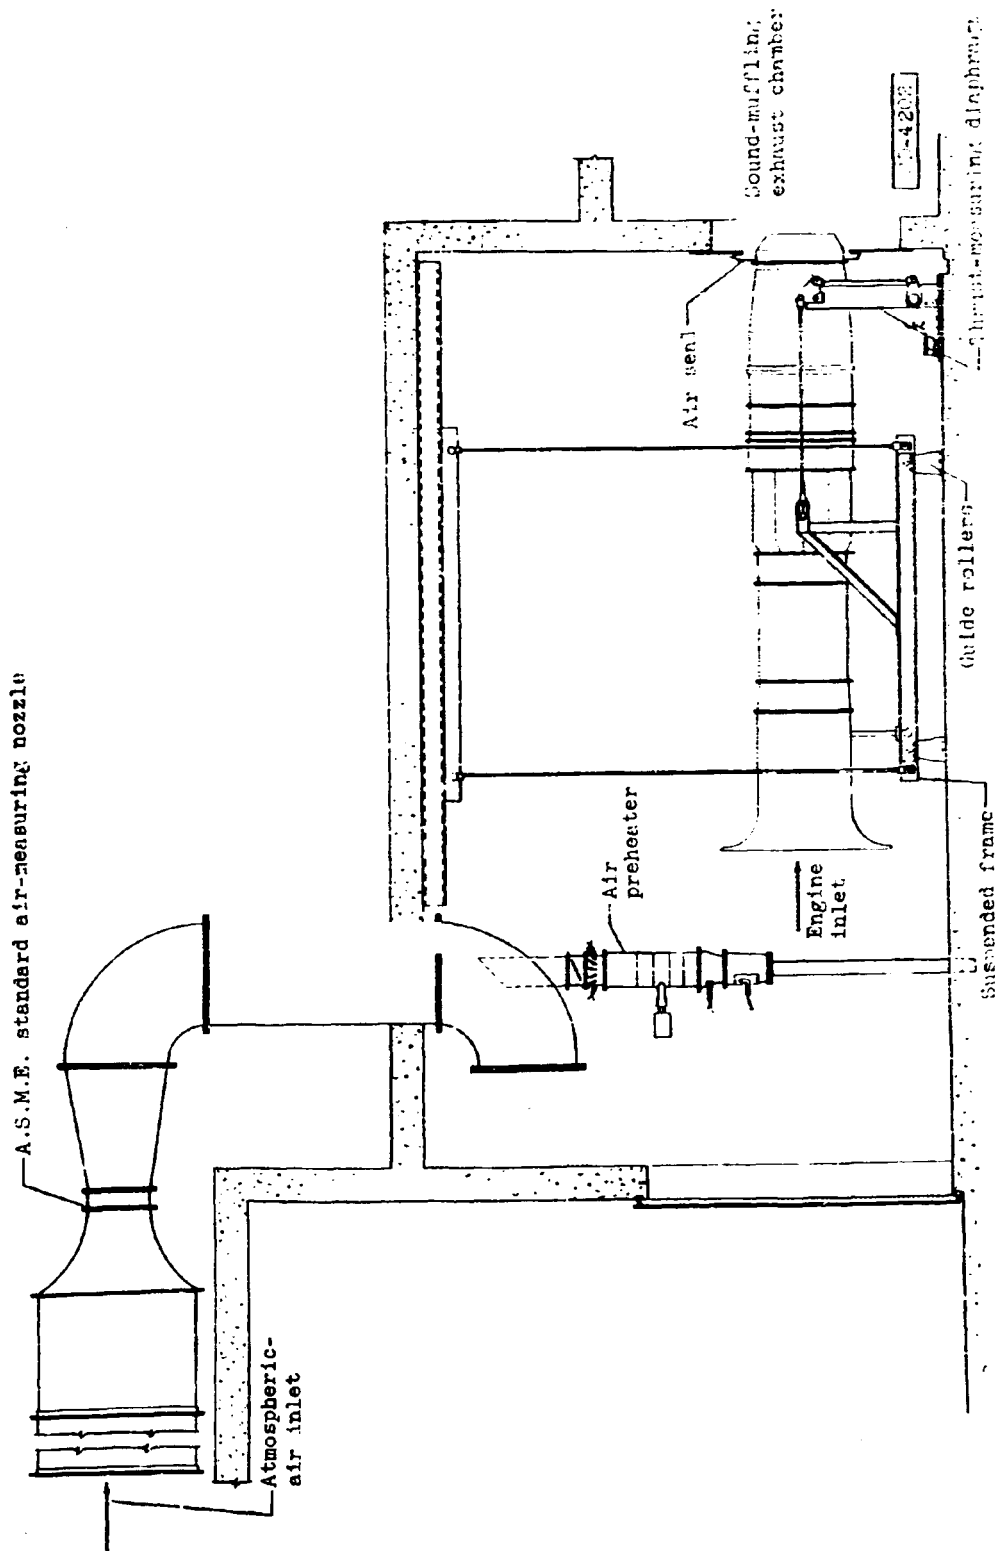 A.S.M.E. standard air-measuring nozzle
Atmospheric-
air inlet
Air
preheater
Engine
inlet
Air seal
Sound-muffling
exhaust chamber
Suspended frame
Guide rollers
Thrust-measuring diaphragm